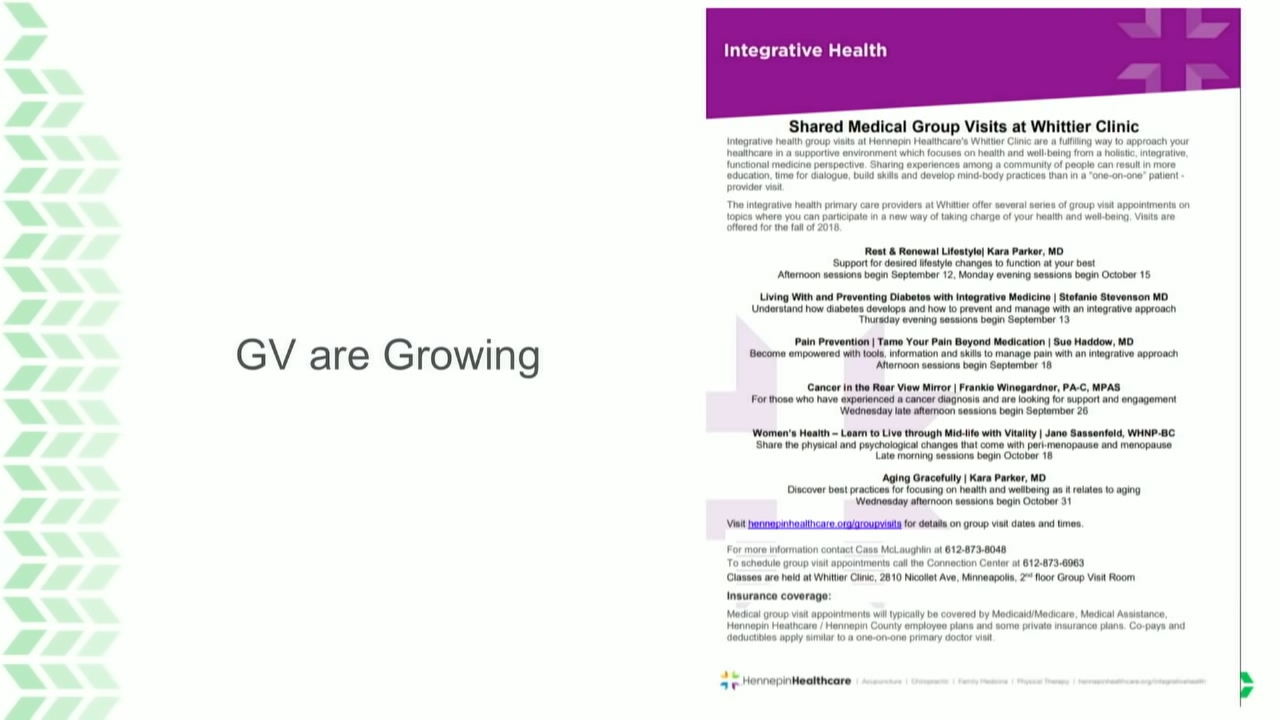 GV are Growing
Integrative Health
Shared Medical Group Visits at Whittier Clinic
Integrative health group visits at Hennepin Healthcare's Whittier Clinic are a fulfilling way to approach your
healthcare in a supportive environment which focuses on health and well-being from a holistic, integrative,
functional medicine perspective. Sharing experiences among a community of people can result in more
education, time for dialogue, build skills and develop mind-body practices than in a "one-on-one" patient -
provider visit.
The integrative health primary care providers at Whittier offer several series of group visit appointments on
topics where you can participate in a new way of taking charge of your health and well-being. Visits are
offered for the fall of 2018.
Rest & Renewal Lifestyle| Kara Parker, MD
Support for desired lifestyle changes to function at your best
Afternoon sessions begin September 12, Monday evening sessions begin October 15
Living With and Preventing Diabetes with Integrative Medicine | Stefanie Stevenson MD
Understand how diabetes develops and how to prevent and manage with an integrative approach
Thursday evening sessions begin September 13
Pain Prevention | Tame Your Pain Beyond Medication | Sue Haddow, MD
Become empowered with tools, information and skills to manage pain with an integrative approach
Afternoon sessions begin September 18
Cancer in the Rear View Mirror | Frankie Winegardner, PA-C, MPAS
For those who have experienced a cancer diagnosis and are looking for support and engagement
Wednesday late afternoon sessions begin September 26
Women's Health – Learn to Live through Mid-life with Vitality | Jane Sassenfeld, WHNP-BC
Share the physical and psychological changes that come with peri-menopause and menopause
Late morning sessions begin October 18
Aging Gracefully | Kara Parker, MD
Discover best practices for focusing on health and wellbeing as it relates to aging
Wednesday afternoon sessions begin October 31
Visit hennepinhealthcare.org/groupvisits for details on group visit dates and times.
For more information contact Cass McLaughlin at 612-873-8048
To schedule group visit appointments call the Connection Center at 612-873-6963
Classes are held at Whittier Clinic, 2810 Nicollet Ave, Minneapolis, 2nd floor Group Visit Room
Insurance coverage:
Medical group visit appointments will typically be covered by Medicaid/Medicare, Medical Assistance,
Hennepin Heathcare / Hennepin County employee plans and some private insurance plans. Co-pays and
deductibles apply similar to a one-on-one primary doctor visit.
HennepinHealthcare | Acupuncture | Chiropractic | Family Medicine | Physical Therapy | hennepinhealthcare.org/integrativehealth